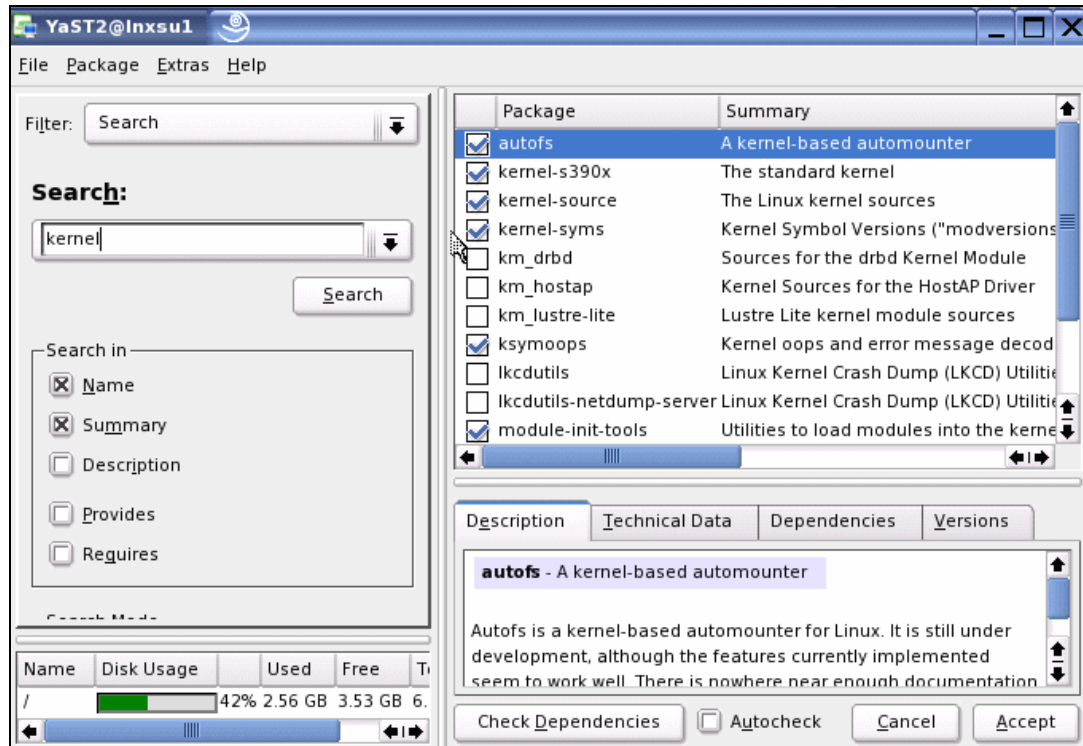 YaST2@lnxsu1
File Package Extras Help
Filter: Search
Search:
kernel
Search
Search in
Name
Summary
Description
Provides
Requires
Name Disk Usage Used Free
/ 42% 2.56 GB 3.53 GB 6.
Package Summary
autofs A kernel-based automounter
kernel-s390x The standard kernel
kernel-source The Linux kernel sources
kernel-syms Kernel Symbol Versions ("modversions
km_drbd Sources for the drbd Kernel Module
km_hostap Kernel Sources for the HostAP Driver
km_lustre-lite Lustre Lite kernel module sources
ksymoops Kernel oops and error message decod
lkcdutils Linux Kernel Crash Dump (LKCD) Utilitie
lkcdutils-netdump-server Linux Kernel Crash Dump (LKCD) Utilitie
module-init-tools Utilities to load modules into the kerne
Description Technical Data Dependencies Versions
autofs - A kernel-based automounter
Autofs is a kernel-based automounter for Linux. It is still under
development, although the features currently implemented
seem to work well. There is nowhere near enough documentation
Check Dependencies Autocheck Cancel Accept